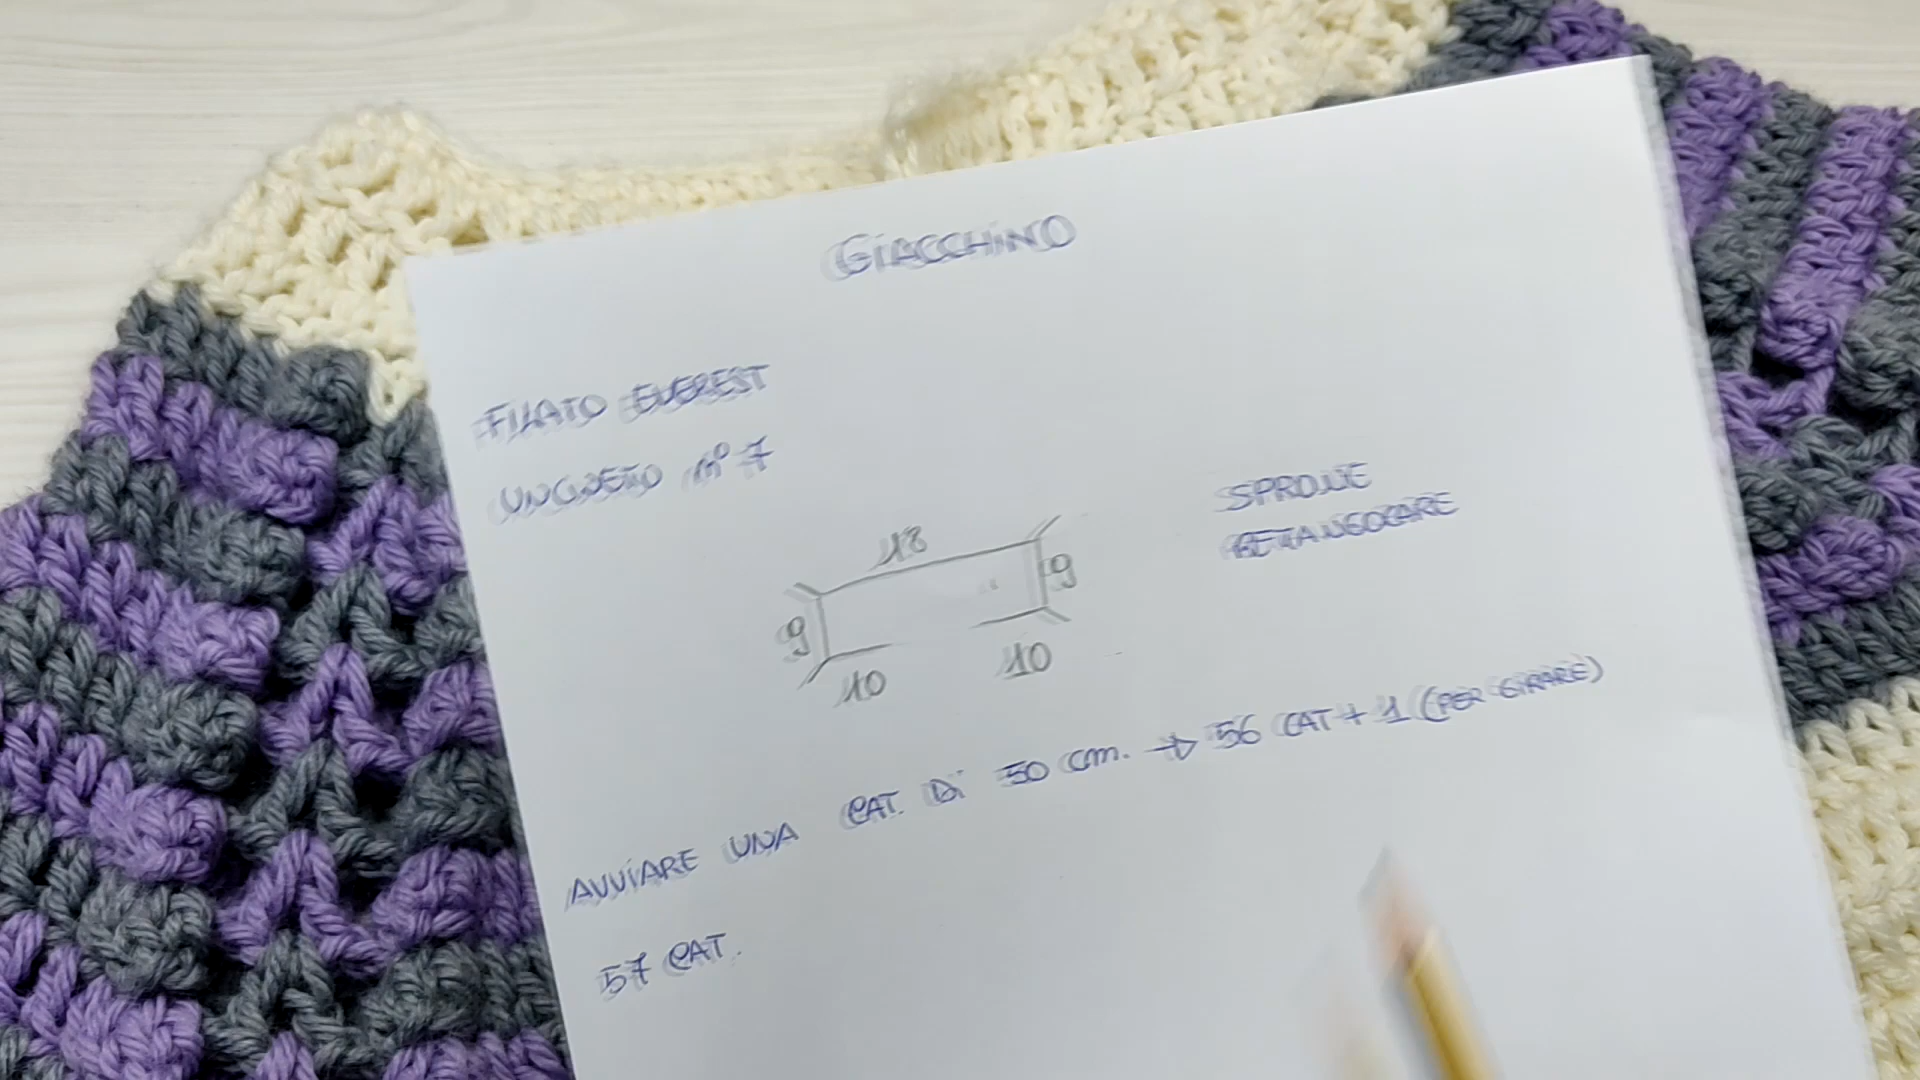 GIACCHINO
FILATO EVEREST
UNCINETTO n° 7
SPRONE
RETTANGOLARE
18
9
9
10
10
AVVIARE UNA CAT. DI 50 cm. → 56 CAT + 1 (PER GIRARE)
57 CAT.